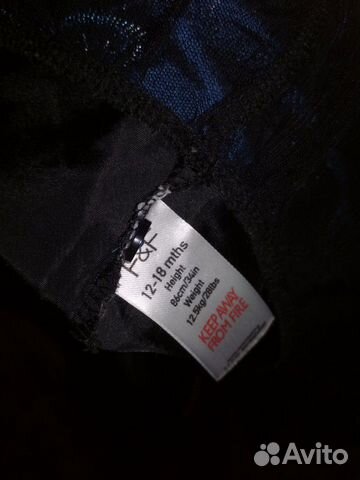 F&F
12-18 mths
Height
86cm/34in
Weight
12.5kg/28lbs
KEEP AWAY
FROM FIRE
Avito